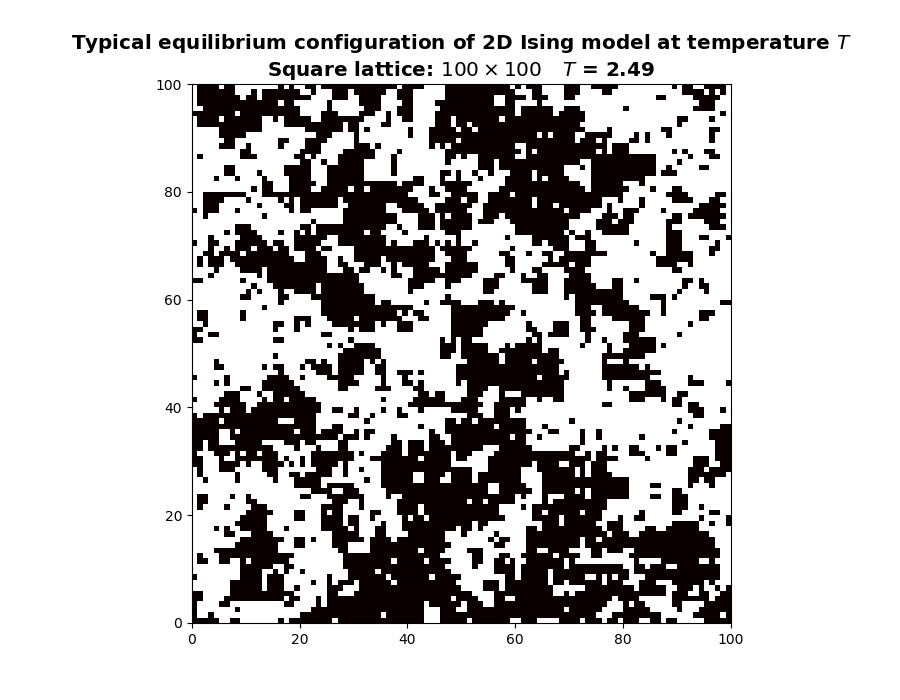 Typical equilibrium configuration of 2D Ising model at temperature T
Square lattice: 100 × 100 T = 2.49
100
80
60
40
20
0
0 20 40 60 80 100